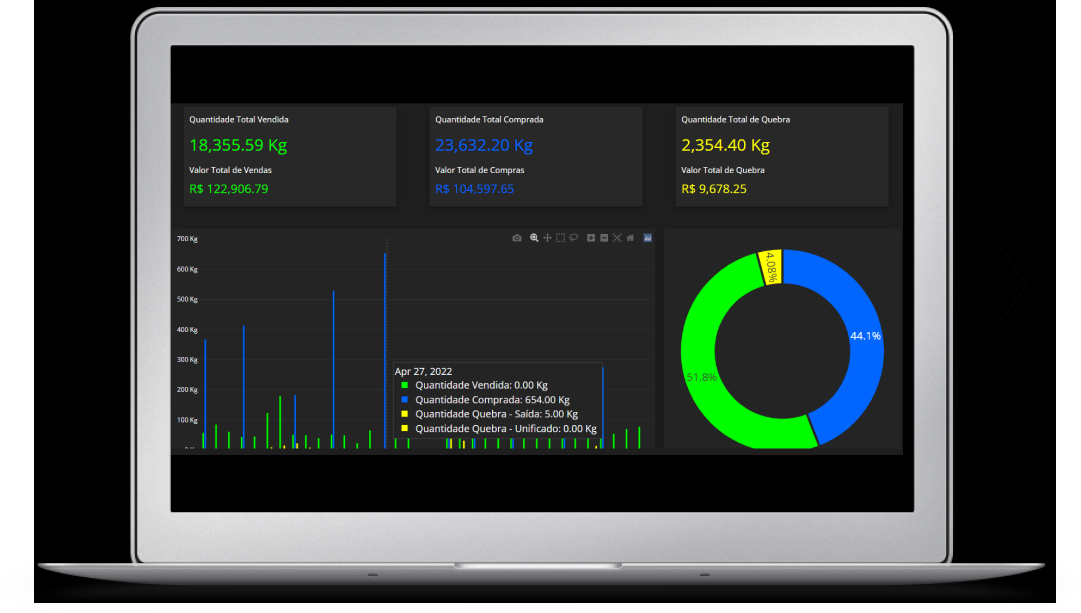 Quantidade Total Vendida
18,355.59 Kg
Valor Total de Vendas
R$ 122,906.79
Quantidade Total Comprada
23,632.20 Kg
Valor Total de Compras
R$ 104,597.65
Quantidade Total de Quebra
2,354.40 Kg
Valor Total de Quebra
R$ 9,678.25
700 Kg
600 Kg
500 Kg
400 Kg
300 Kg
200 Kg
100 Kg
Apr 27, 2022
Quantidade Vendida: 0.00 Kg
Quantidade Comprada: 654.00 Kg
Quantidade Quebra - Saída: 5.00 Kg
Quantidade Quebra - Unificado: 0.00 Kg
4.08%
44.1%
51.8%